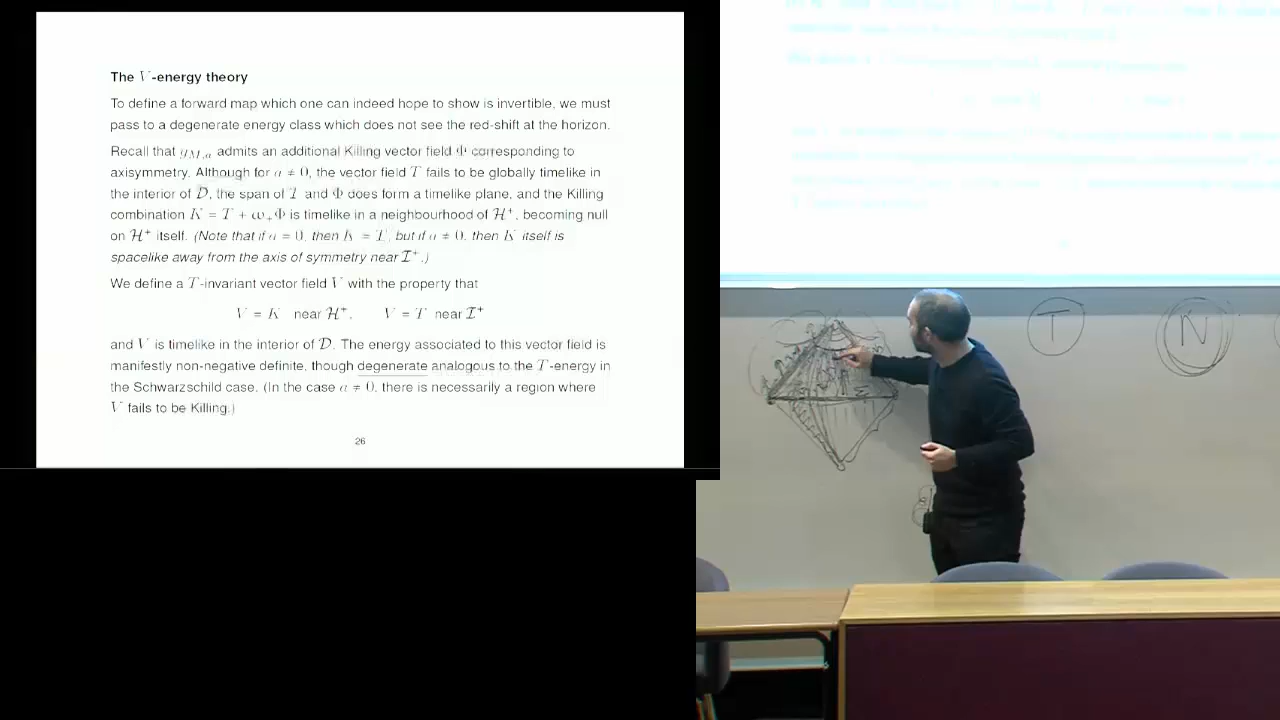 The V-energy theory
To define a forward map which one can indeed hope to show is invertible, we must
pass to a degenerate energy class which does not see the red-shift at the horizon.
Recall that g_{M,a} admits an additional Killing vector field Φ corresponding to
axisymmetry. Although for a ≠ 0, the vector field T fails to be globally timelike in
the interior of 𝒟, the span of T and Φ does form a timelike plane, and the Killing
combination K = T + ω₊Φ is timelike in a neighbourhood of ℋ⁺, becoming null
on ℋ⁺ itself. (Note that if a = 0, then K = T, but if a ≠ 0, then K itself is
spacelike away from the axis of symmetry near ℐ⁺.)
We define a T-invariant vector field V with the property that
V = K near ℋ⁺, V = T near ℐ⁺
and V is timelike in the interior of 𝒟. The energy associated to this vector field is
manifestly non-negative definite, though degenerate analogous to the T-energy in
the Schwarzschild case. (In the case a ≠ 0, there is necessarily a region where
V fails to be Killing.)
26
T
N